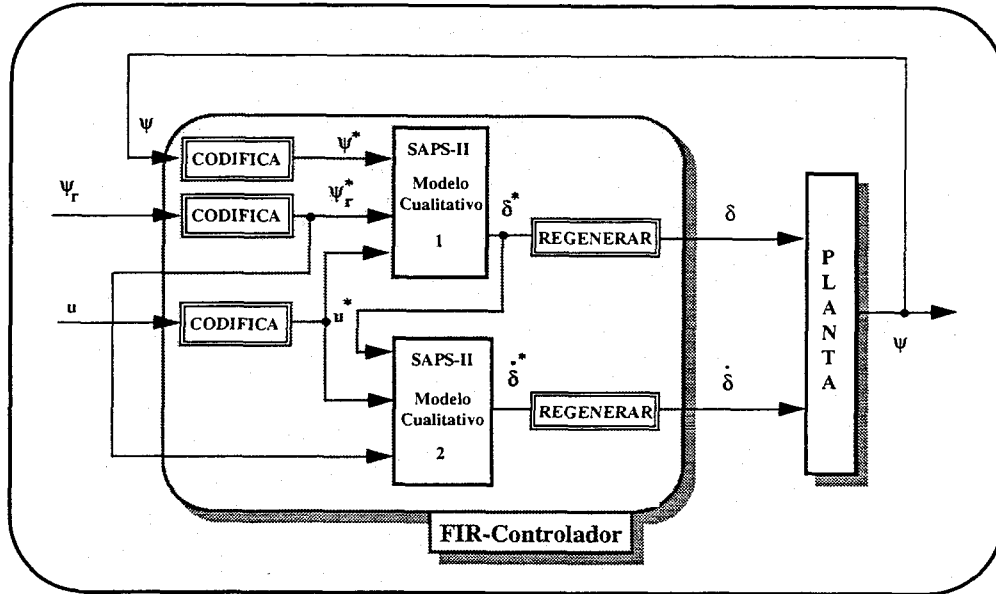 ψ
CODIFICA
ψ*
ψr
CODIFICA
ψr*
u
CODIFICA
u*
SAPS-II
Modelo
Cualitativo
1
δ*
REGENERAR
δ
SAPS-II
Modelo
Cualitativo
2
δ̇*
REGENERAR
δ̇
PLANTA
ψ
FIR-Controlador